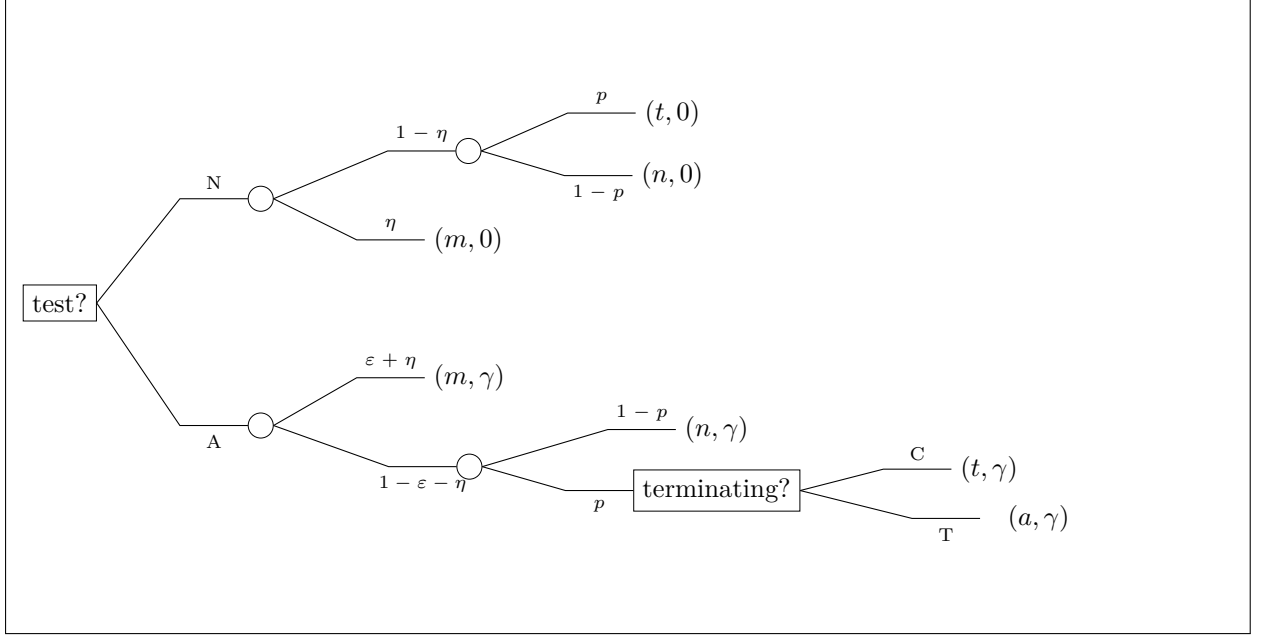 p
(t, 0)
1 − η
(n, 0)
1 − p
N
η
(m, 0)
test?
ε + η
(m, γ)
A
1 − p
(n, γ)
1 − ε − η
C
(t, γ)
terminating?
p
(a, γ)
T